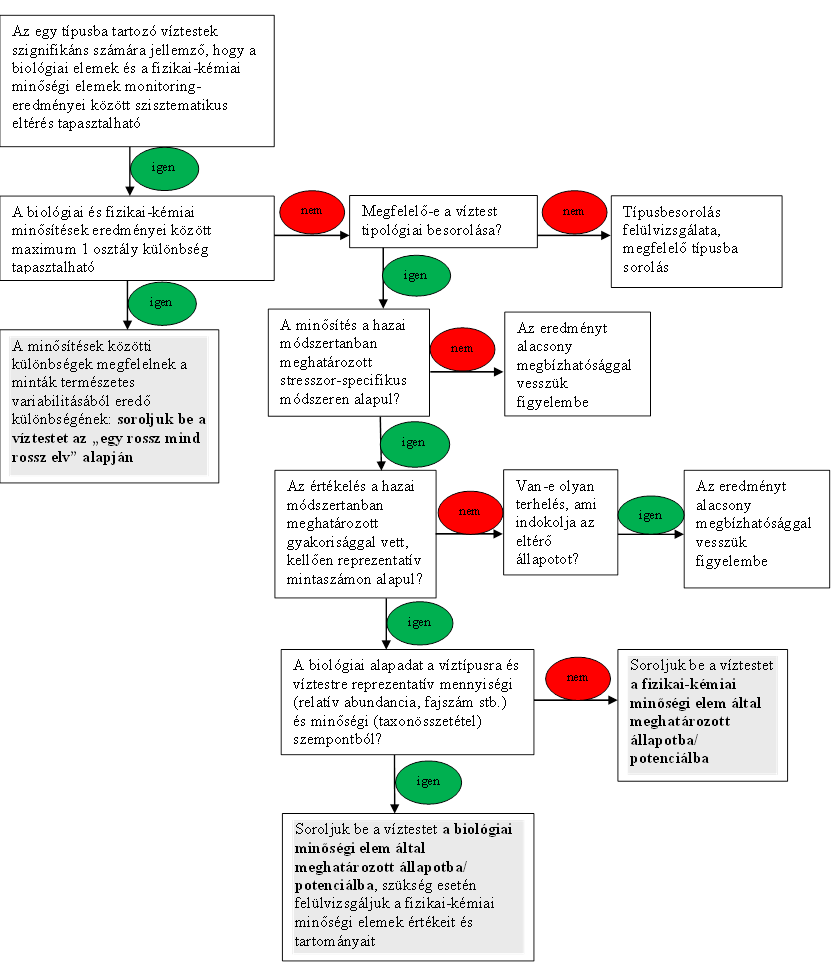 Az egy típusba tartozó víztestek
szignifikáns számára jellemző, hogy a
biológiai elemek és a fizikai-kémiai
minőségi elemek monitoring-
eredményei között szisztematikus
eltérés tapasztalható
igen
A biológiai és fizikai-kémiai
minősítések eredményei között
maximum 1 osztály különbség
tapasztalható
nem
Megfelelő-e a víztest
tipológiai besorolása?
nem
Típusbesorolás
felülvizsgálata,
megfelelő típusba
sorolás
igen
A minősítések közötti
különbségek megfelelnek a
minták természetes
variabilitásából eredő
különbségének: soroljuk be a
víztestet az „egy rossz mind
rossz elv” alapján
igen
A minősítés a hazai
módszertanban
meghatározott
stresszor-specifikus
módszeren alapul?
nem
Az eredményt
alacsony
megbízhatósággal
vesszük
figyelembe
igen
Az értékelés a hazai
módszertanban
meghatározott
gyakorisággal vett,
kellően reprezentatív
mintaszámon alapul?
nem
Van-e olyan
terhelés, ami
indokolja az
eltérő
állapotot?
igen
Az eredményt
alacsony
megbízhatósággal
vesszük
figyelembe
igen
A biológiai alapadat a víztípusra és
víztestre reprezentatív mennyiségi
(relatív abundancia, fajszám stb.)
és minőségi (taxonösszetétel)
szempontból?
nem
Soroljuk be a víztestet
a fizikai-kémiai
minőségi elem által
meghatározott
állapotba/
potenciálba
igen
Soroljuk be a víztestet a biológiai
minőségi elem által
meghatározott állapotba/
potenciálba, szükség esetén
felülvizsgáljuk a fizikai-kémiai
minőségi elemek értékeit és
tartományait